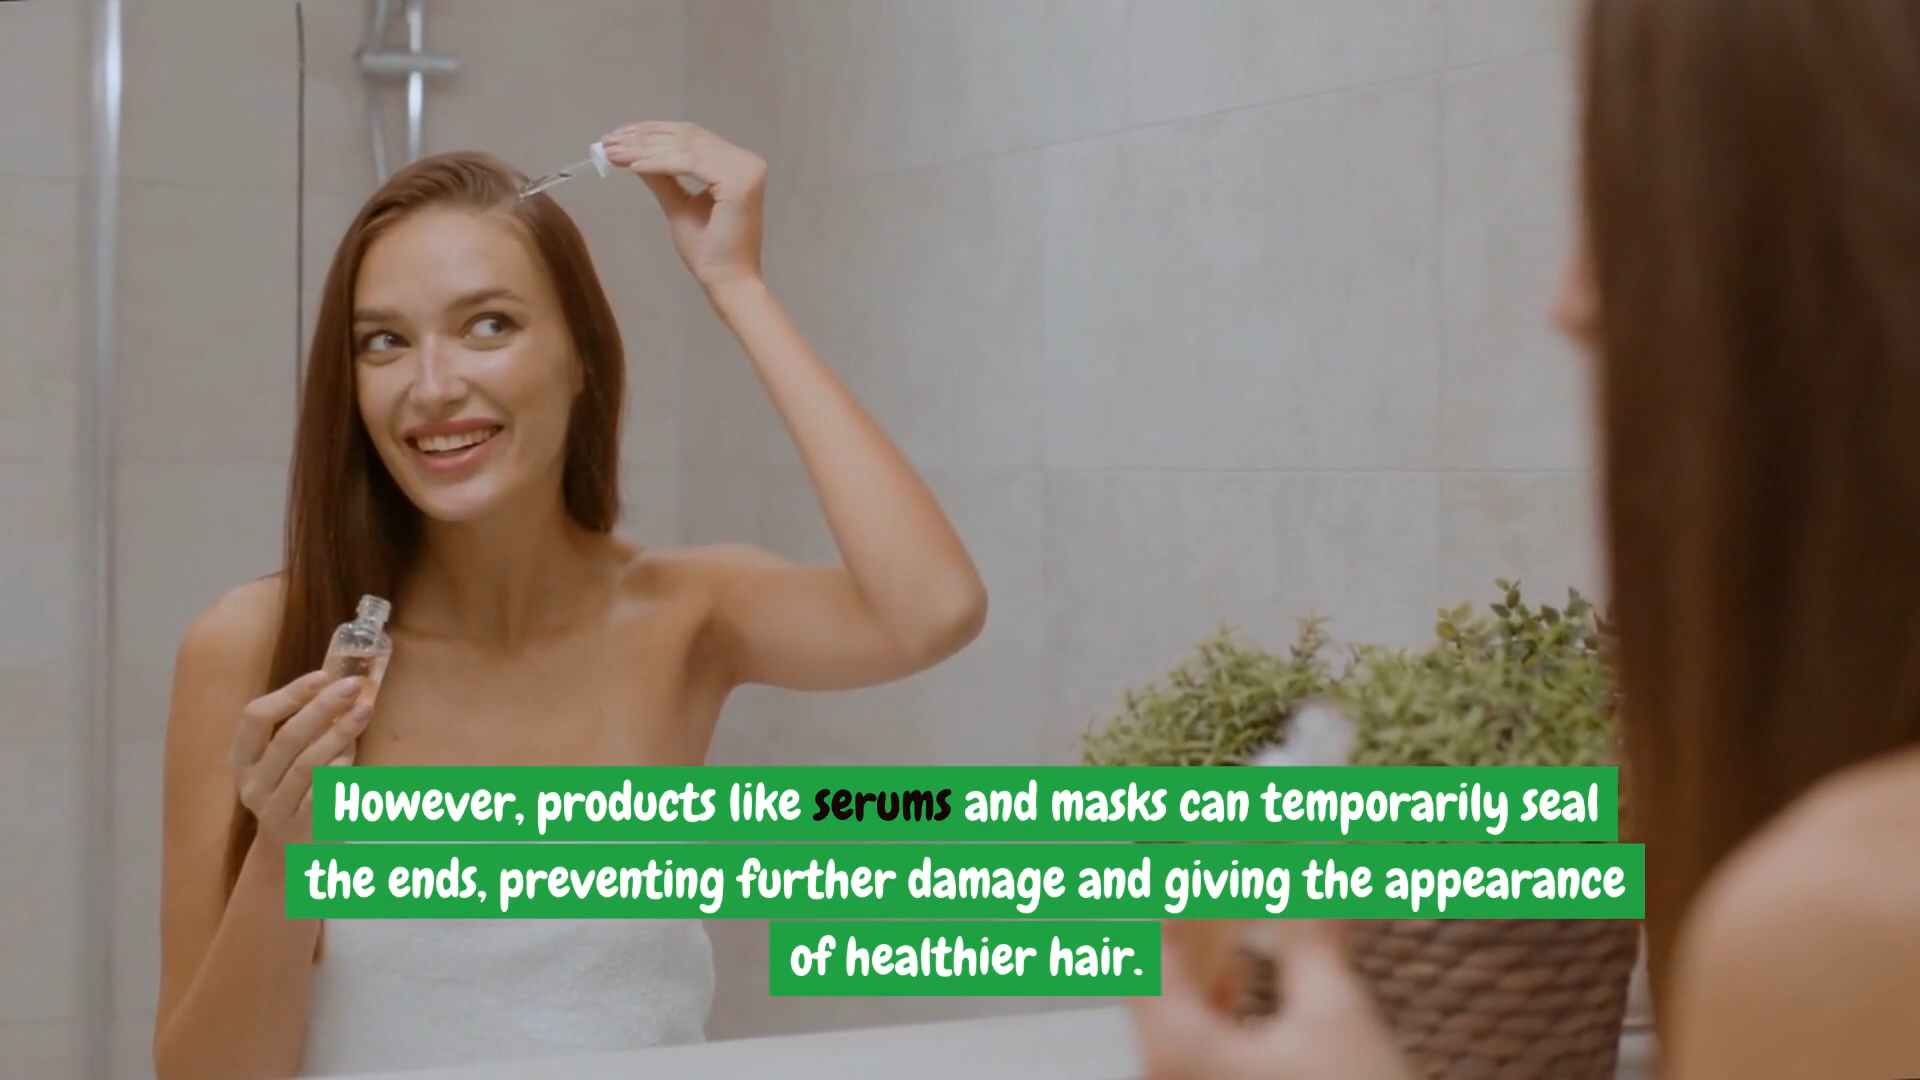 However, products like serums and masks can temporarily seal
the ends, preventing further damage and giving the appearance
of healthier hair.